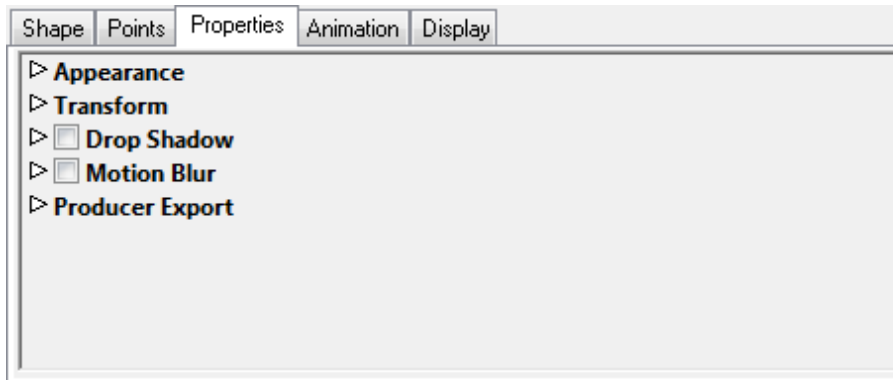 Shape Points Properties Animation Display
Appearance
Transform
Drop Shadow
Motion Blur
Producer Export